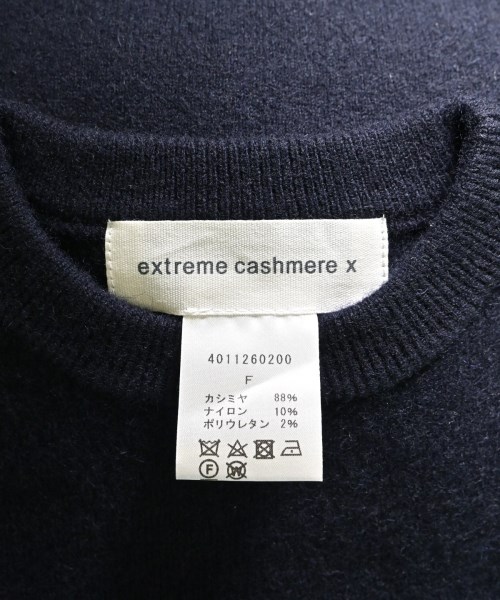 extreme cashmere x
4011260200
F
カシミヤ 88%
ナイロン 10%
ポリウレタン 2%
F W